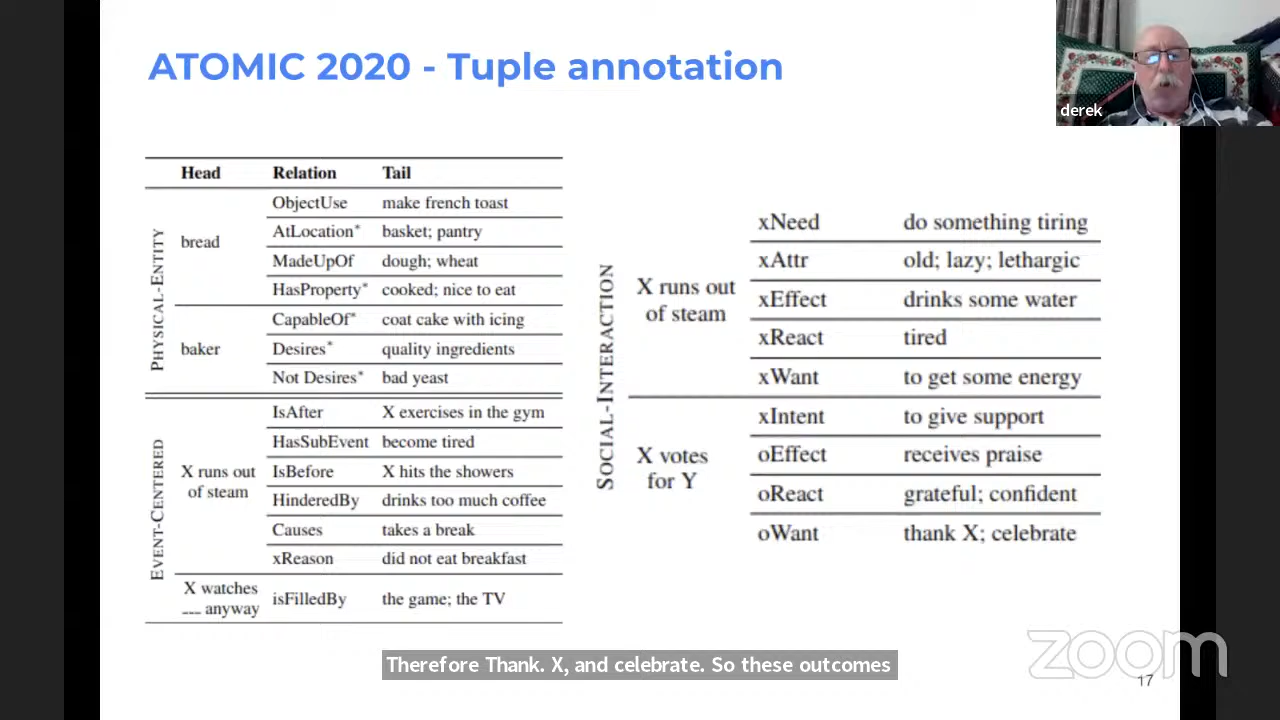 ATOMIC 2020 - Tuple annotation
derek
Head Relation Tail
PHYSICAL-ENTITY
bread
ObjectUse make french toast
AtLocation* basket; pantry
MadeUpOf dough; wheat
HasProperty* cooked; nice to eat
baker
CapableOf* coat cake with icing
Desires* quality ingredients
Not Desires* bad yeast
EVENT-CENTERED
X runs out
of steam
IsAfter X exercises in the gym
HasSubEvent become tired
IsBefore X hits the showers
HinderedBy drinks too much coffee
Causes takes a break
xReason did not eat breakfast
X watches
___ anyway
isFilledBy the game; the TV
SOCIAL-INTERACTION
X runs out
of steam
xNeed do something tiring
xAttr old; lazy; lethargic
xEffect drinks some water
xReact tired
xWant to get some energy
X votes
for Y
xIntent to give support
oEffect receives praise
oReact grateful; confident
oWant thank X; celebrate
Therefore Thank. X, and celebrate. So these outcomes
zoom
17